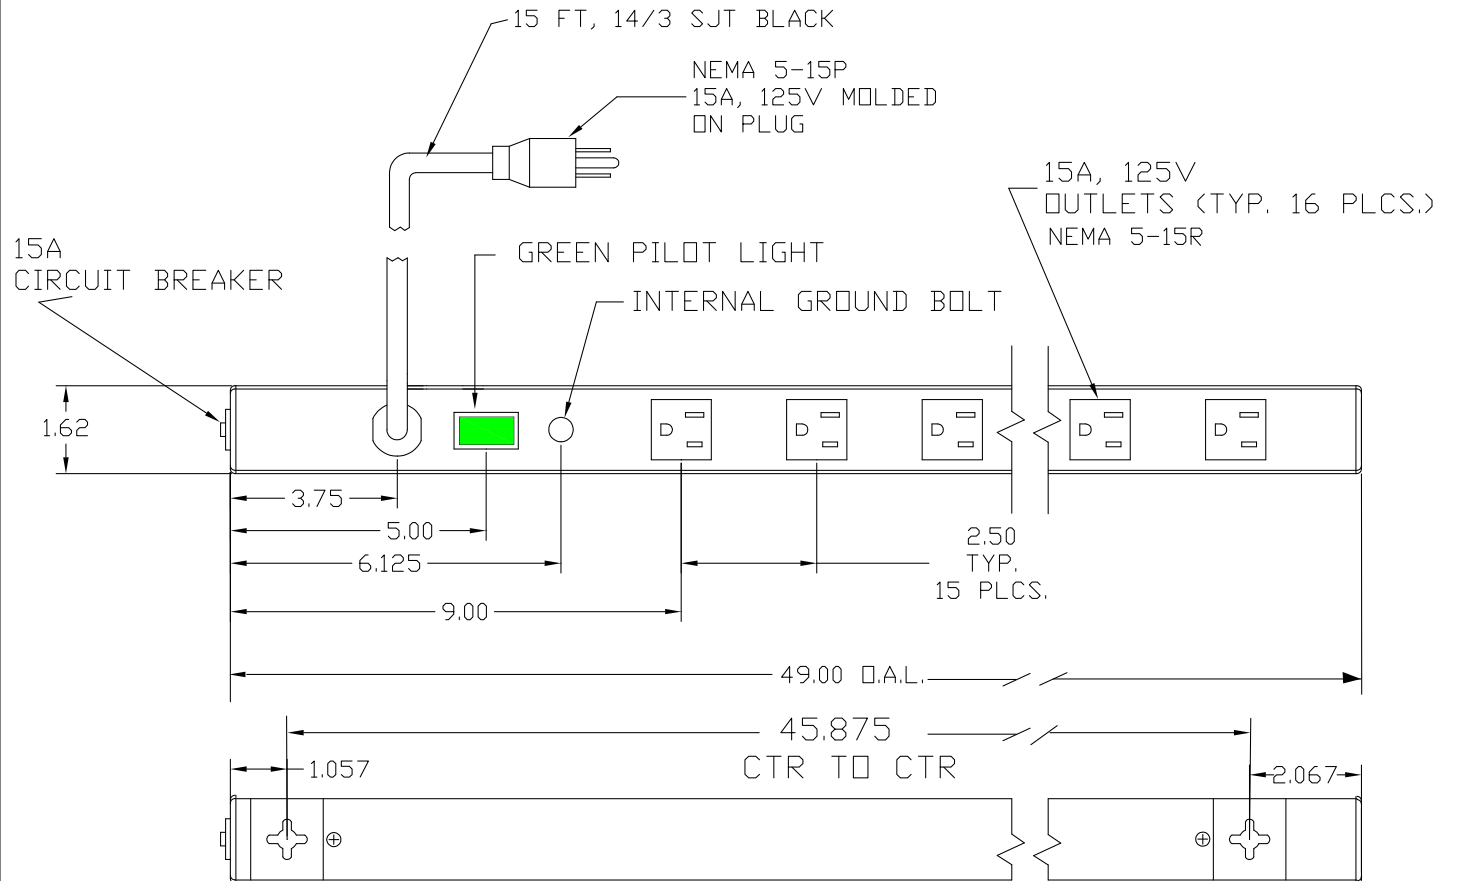 15 FT, 14/3 SJT BLACK
NEMA 5-15P
15A, 125V MOLDED
ON PLUG
15A, 125V
OUTLETS (TYP. 16 PLCS.)
NEMA 5-15R
15A
CIRCUIT BREAKER
GREEN PILOT LIGHT
INTERNAL GROUND BOLT
1.62
3.75
5.00
6.125
9.00
2.50
TYP.
15 PLCS.
49.00 O.A.L.
45.875
CTR TO CTR
1.057
2.067